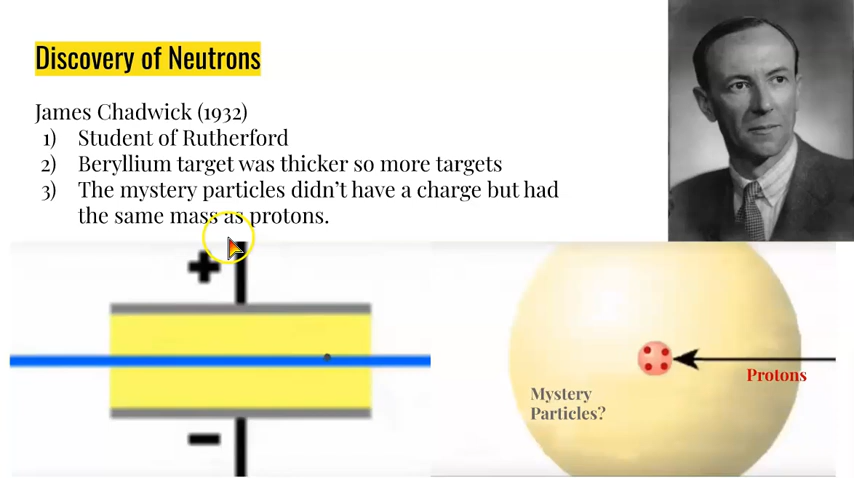 Discovery of Neutrons
James Chadwick (1932)
1) Student of Rutherford
2) Beryllium target was thicker so more targets
3) The mystery particles didn't have a charge but had
the same mass as protons.
+
−
Mystery
Particles?
Protons